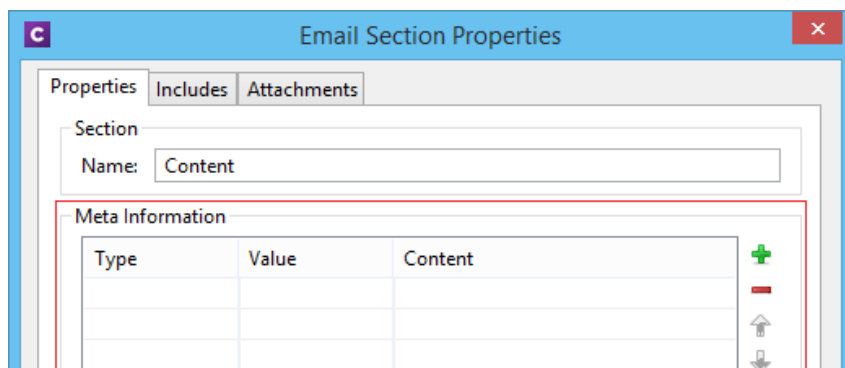 C Email Section Properties ×
Properties Includes Attachments
Section
Name: Content
Meta Information
Type Value Content